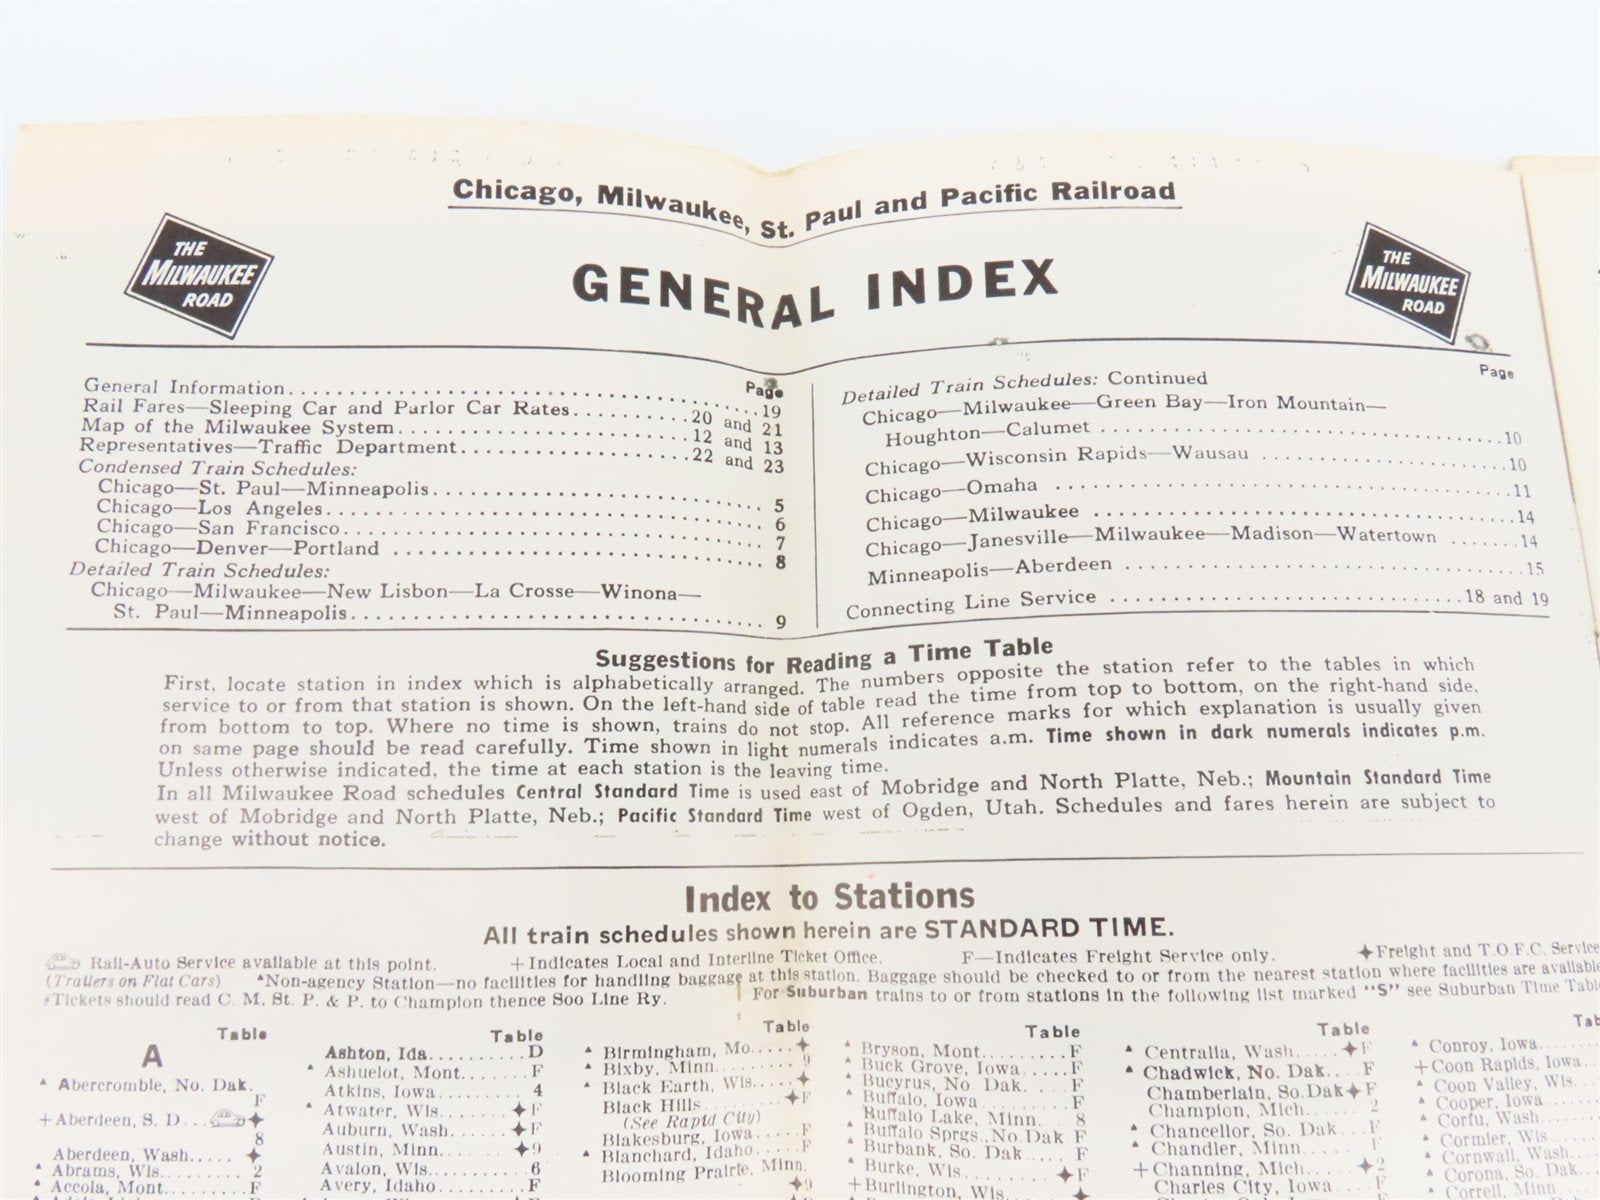 Chicago, Milwaukee, St. Paul and Pacific Railroad
THE
MILWAUKEE
ROAD
GENERAL INDEX
THE
MILWAUKEE
ROAD
Page
General Information. . . . . 19
Rail Fares—Sleeping Car and Parlor Car Rates. . . . . 20 and 21
Map of the Milwaukee System. . . . . 12 and 13
Representatives—Traffic Department. . . . . 22 and 23
Condensed Train Schedules:
Chicago—St. Paul—Minneapolis. . . . . 5
Chicago—Los Angeles. . . . . 6
Chicago—San Francisco. . . . . 7
Chicago—Denver—Portland . . . . . 8
Detailed Train Schedules:
Chicago—Milwaukee—New Lisbon—La Crosse—Winona—
St. Paul—Minneapolis. . . . . 9
Page
Detailed Train Schedules: Continued
Chicago—Milwaukee—Green Bay—Iron Mountain—
Houghton—Calumet . . . . . 10
Chicago—Wisconsin Rapids—Wausau . . . . . 10
Chicago—Omaha . . . . . 11
Chicago—Milwaukee . . . . . 14
Chicago—Janesville—Milwaukee—Madison—Watertown . . . . . 14
Minneapolis—Aberdeen . . . . . 15
Connecting Line Service . . . . . 18 and 19
Suggestions for Reading a Time Table
First, locate station in index which is alphabetically arranged. The numbers opposite the station refer to the tables in which
service to or from that station is shown. On the left-hand side of table read the time from top to bottom, on the right-hand side,
from bottom to top. Where no time is shown, trains do not stop. All reference marks for which explanation is usually given
on same page should be read carefully. Time shown in light numerals indicates a.m. Time shown in dark numerals indicates p.m.
Unless otherwise indicated, the time at each station is the leaving time.
In all Milwaukee Road schedules Central Standard Time is used east of Mobridge and North Platte, Neb.; Mountain Standard Time
west of Mobridge and North Platte, Neb.; Pacific Standard Time west of Ogden, Utah. Schedules and fares herein are subject to
change without notice.
Index to Stations
All train schedules shown herein are STANDARD TIME.
Rail-Auto Service available at this point. +Indicates Local and Interline Ticket Office. F—Indicates Freight Service only. ✦Freight and T.O.F.C. Service
(Trailers on Flat Cars) ▲Non-agency Station—no facilities for handling baggage at this station. Baggage should be checked to or from the nearest station where facilities are available
Tickets should read C. M. St. P. & P. to Champion thence Soo Line Ry. For Suburban trains to or from stations in the following list marked "S" see Suburban Time Tabl
Table
A
▲ Abercrombie, No. Dak. F
+Aberdeen, S. D. . . ✦ 8
Aberdeen, Wash. . . . . ✦
▲ Abrams, Wis. . . . . 2
▲ Accola, Mont. . . . . F
Table
Ashton, Ida. . . . . D
▲ Ashuelot, Mont. . . . . F
Atkins, Iowa . . . . . 4
▲ Atwater, Wis. . . . . ✦F
Auburn, Wash. . . . . ✦F
Austin, Minn. . . . . ✦9
Avalon, Wis. . . . . 6
Avery, Idaho. . . . . F
Table
▲ Birmingham, Mo. . . . . ✦
▲ Bixby, Minn. . . . . 9
▲ Black Earth, Wis. . . . . ✦
Black Hills. . . . . ✦F
(See Rapid City)
Blakesburg, Iowa. . . . . F
▲ Blanchard, Idaho. . . . . F
Blooming Prairie, Minn.
✦9
Table
▲ Bryson, Mont. . . . . F
▲ Buck Grove, Iowa. . . . . F
▲ Bucyrus, No Dak. . . . . F
▲ Buffalo, Iowa . . . . . F
Buffalo Lake, Minn. 8
▲ Buffalo Sprgs., No. Dak F
▲ Burbank, So. Dak. . . . . F
▲ Burke, Wis. . . . . ✦F
+Burlington, Wis. . . . . ✦
Table
▲ Centralia, Wash. . . . . ✦F
▲ Chadwick, No. Dak. . . . F
Chamberlain, So. Dak✦F
Champion, Mich. . . . . 2
▲ Chancellor, So. Dak. . . F
▲ Chandler, Minn. . . . . F
+Channing, Mich. . . . . ✦2
Charles City, Iowa . . . . F
Tab
▲ Conroy, Iowa. . . . .
+Coon Rapids, Iowa. . .
▲ Coon Valley, Wis. . . .
▲ Cooper, Iowa. . . . .
▲ Corfu, Wash. . . . .
▲ Cormier, Wis. . . .
▲ Cornwall, Wash. . .
▲ Corona, So. Dak. . .
▲ Correll, Minn. . . .